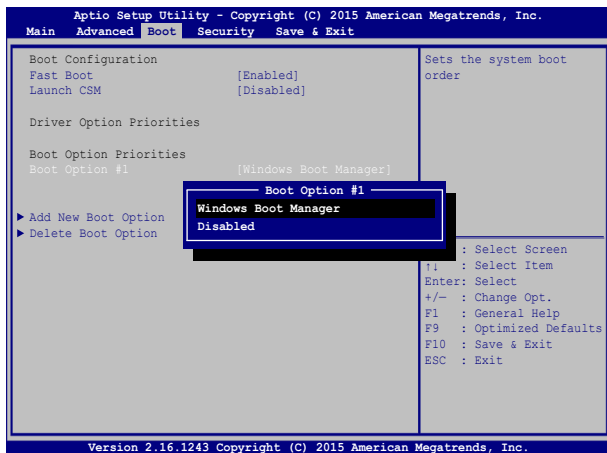 Aptio Setup Utility - Copyright (C) 2015 American Megatrends, Inc.
Main Advanced Boot Security Save & Exit
Boot Configuration
Fast Boot [Enabled]
Launch CSM [Disabled]
Driver Option Priorities
Boot Option Priorities
Boot Option #1 [Windows Boot Manager]
Add New Boot Option
Delete Boot Option
Boot Option #1
Windows Boot Manager
Disabled
Sets the system boot
order
: Select Screen
↑↓ : Select Item
Enter: Select
+/— : Change Opt.
F1 : General Help
F9 : Optimized Defaults
F10 : Save & Exit
ESC : Exit
Version 2.16.1243 Copyright (C) 2015 American Megatrends, Inc.